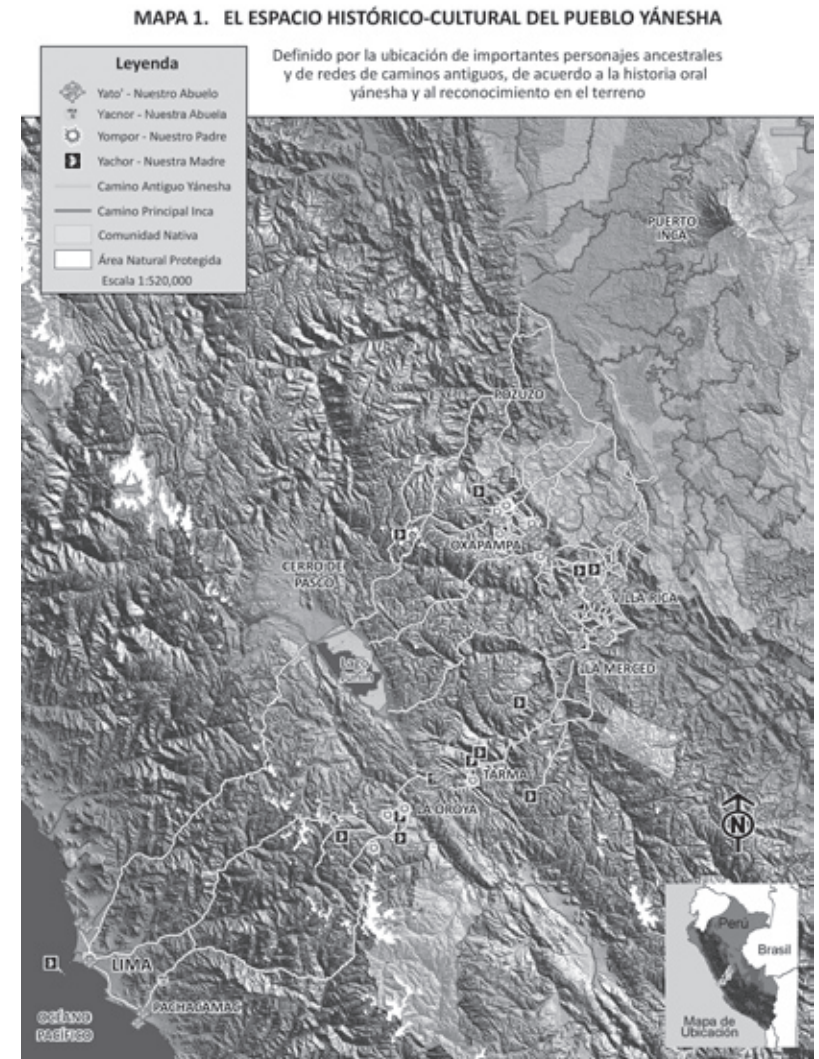 MAPA 1. EL ESPACIO HISTÓRICO-CULTURAL DEL PUEBLO YÁNESHA
Definido por la ubicación de importantes personajes ancestrales
y de redes de caminos antiguos, de acuerdo a la historia oral
yánesha y al reconocimiento en el terreno
Leyenda
Yato' - Nuestro Abuelo
Yacnor - Nuestra Abuela
Yompor - Nuestro Padre
Yachor - Nuestra Madre
Camino Antiguo Yánesha
Camino Principal Inca
Comunidad Nativa
Área Natural Protegida
Escala 1:520,000
PUERTO
INCA
POZUZO
OXAPAMPA
CERRO DE
PASCO
VILLA RICA
Lago
LA MERCED
TARMA
LA OROYA
N
LIMA
PACHACAMAC
OCÉANO
PACÍFICO
Perú
Brasil
Mapa de
Ubicación